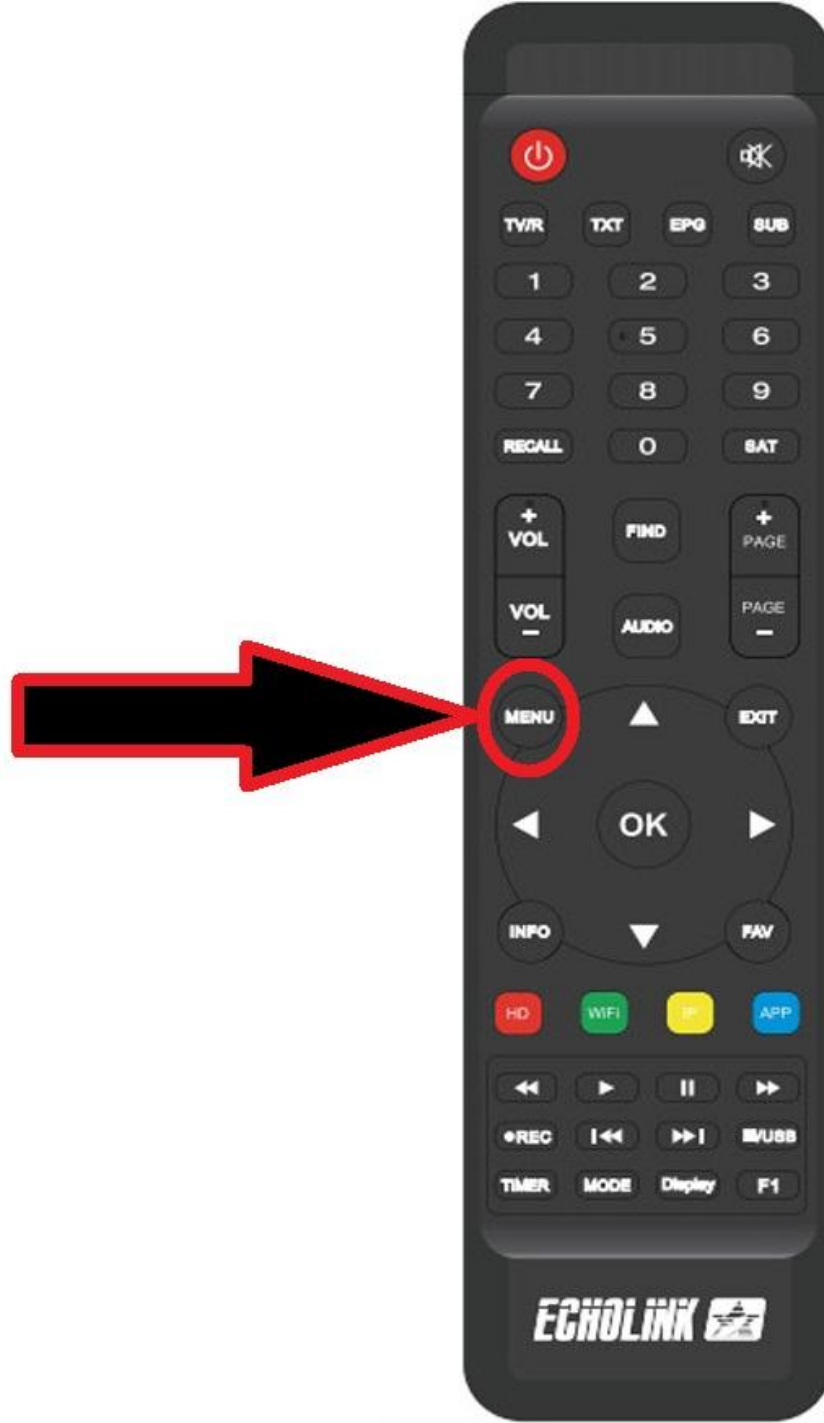 TV/R TXT EPG SUB
1 2 3
4 5 6
7 8 9
RECALL 0 SAT
+ VOL FIND + PAGE
VOL - AUDIO PAGE -
MENU EXIT
OK
INFO FAV
HD WiFi IP APP
●REC ■/USB
TIMER MODE Display F1
ECHOLINK